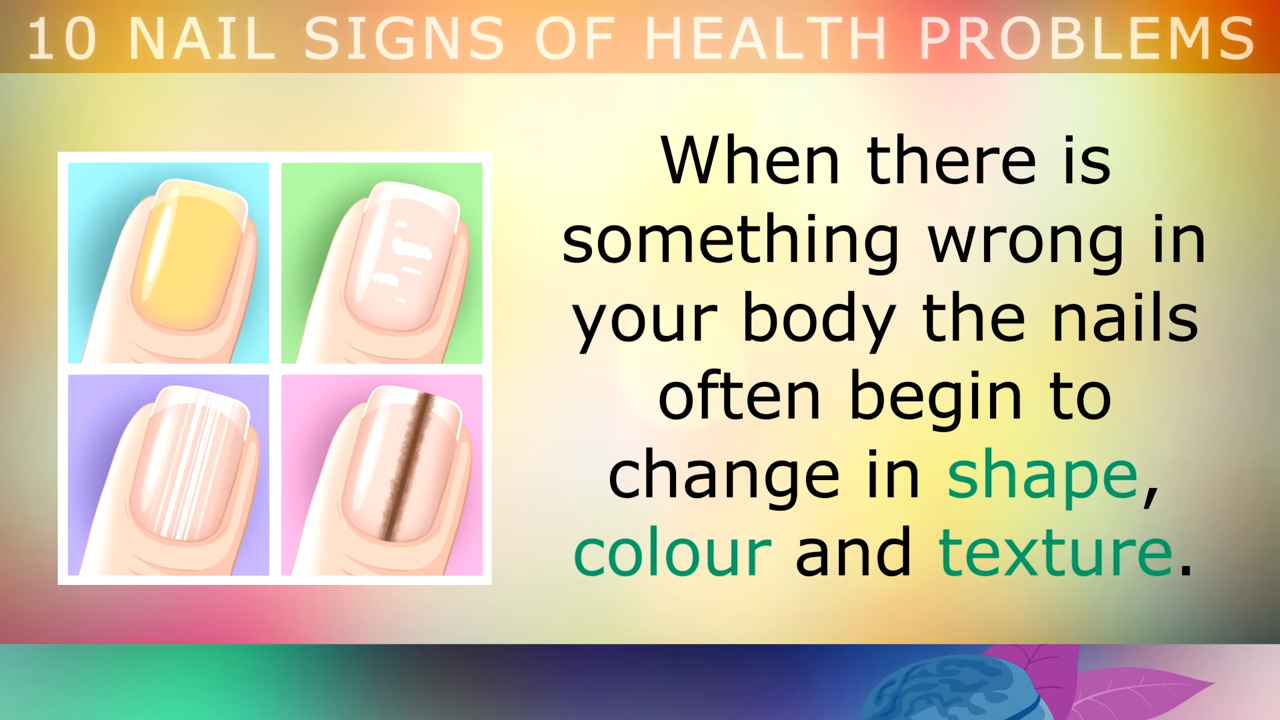 10 NAIL SIGNS OF HEALTH PROBLEMS
When there is
something wrong in
your body the nails
often begin to
change in shape,
colour and texture.